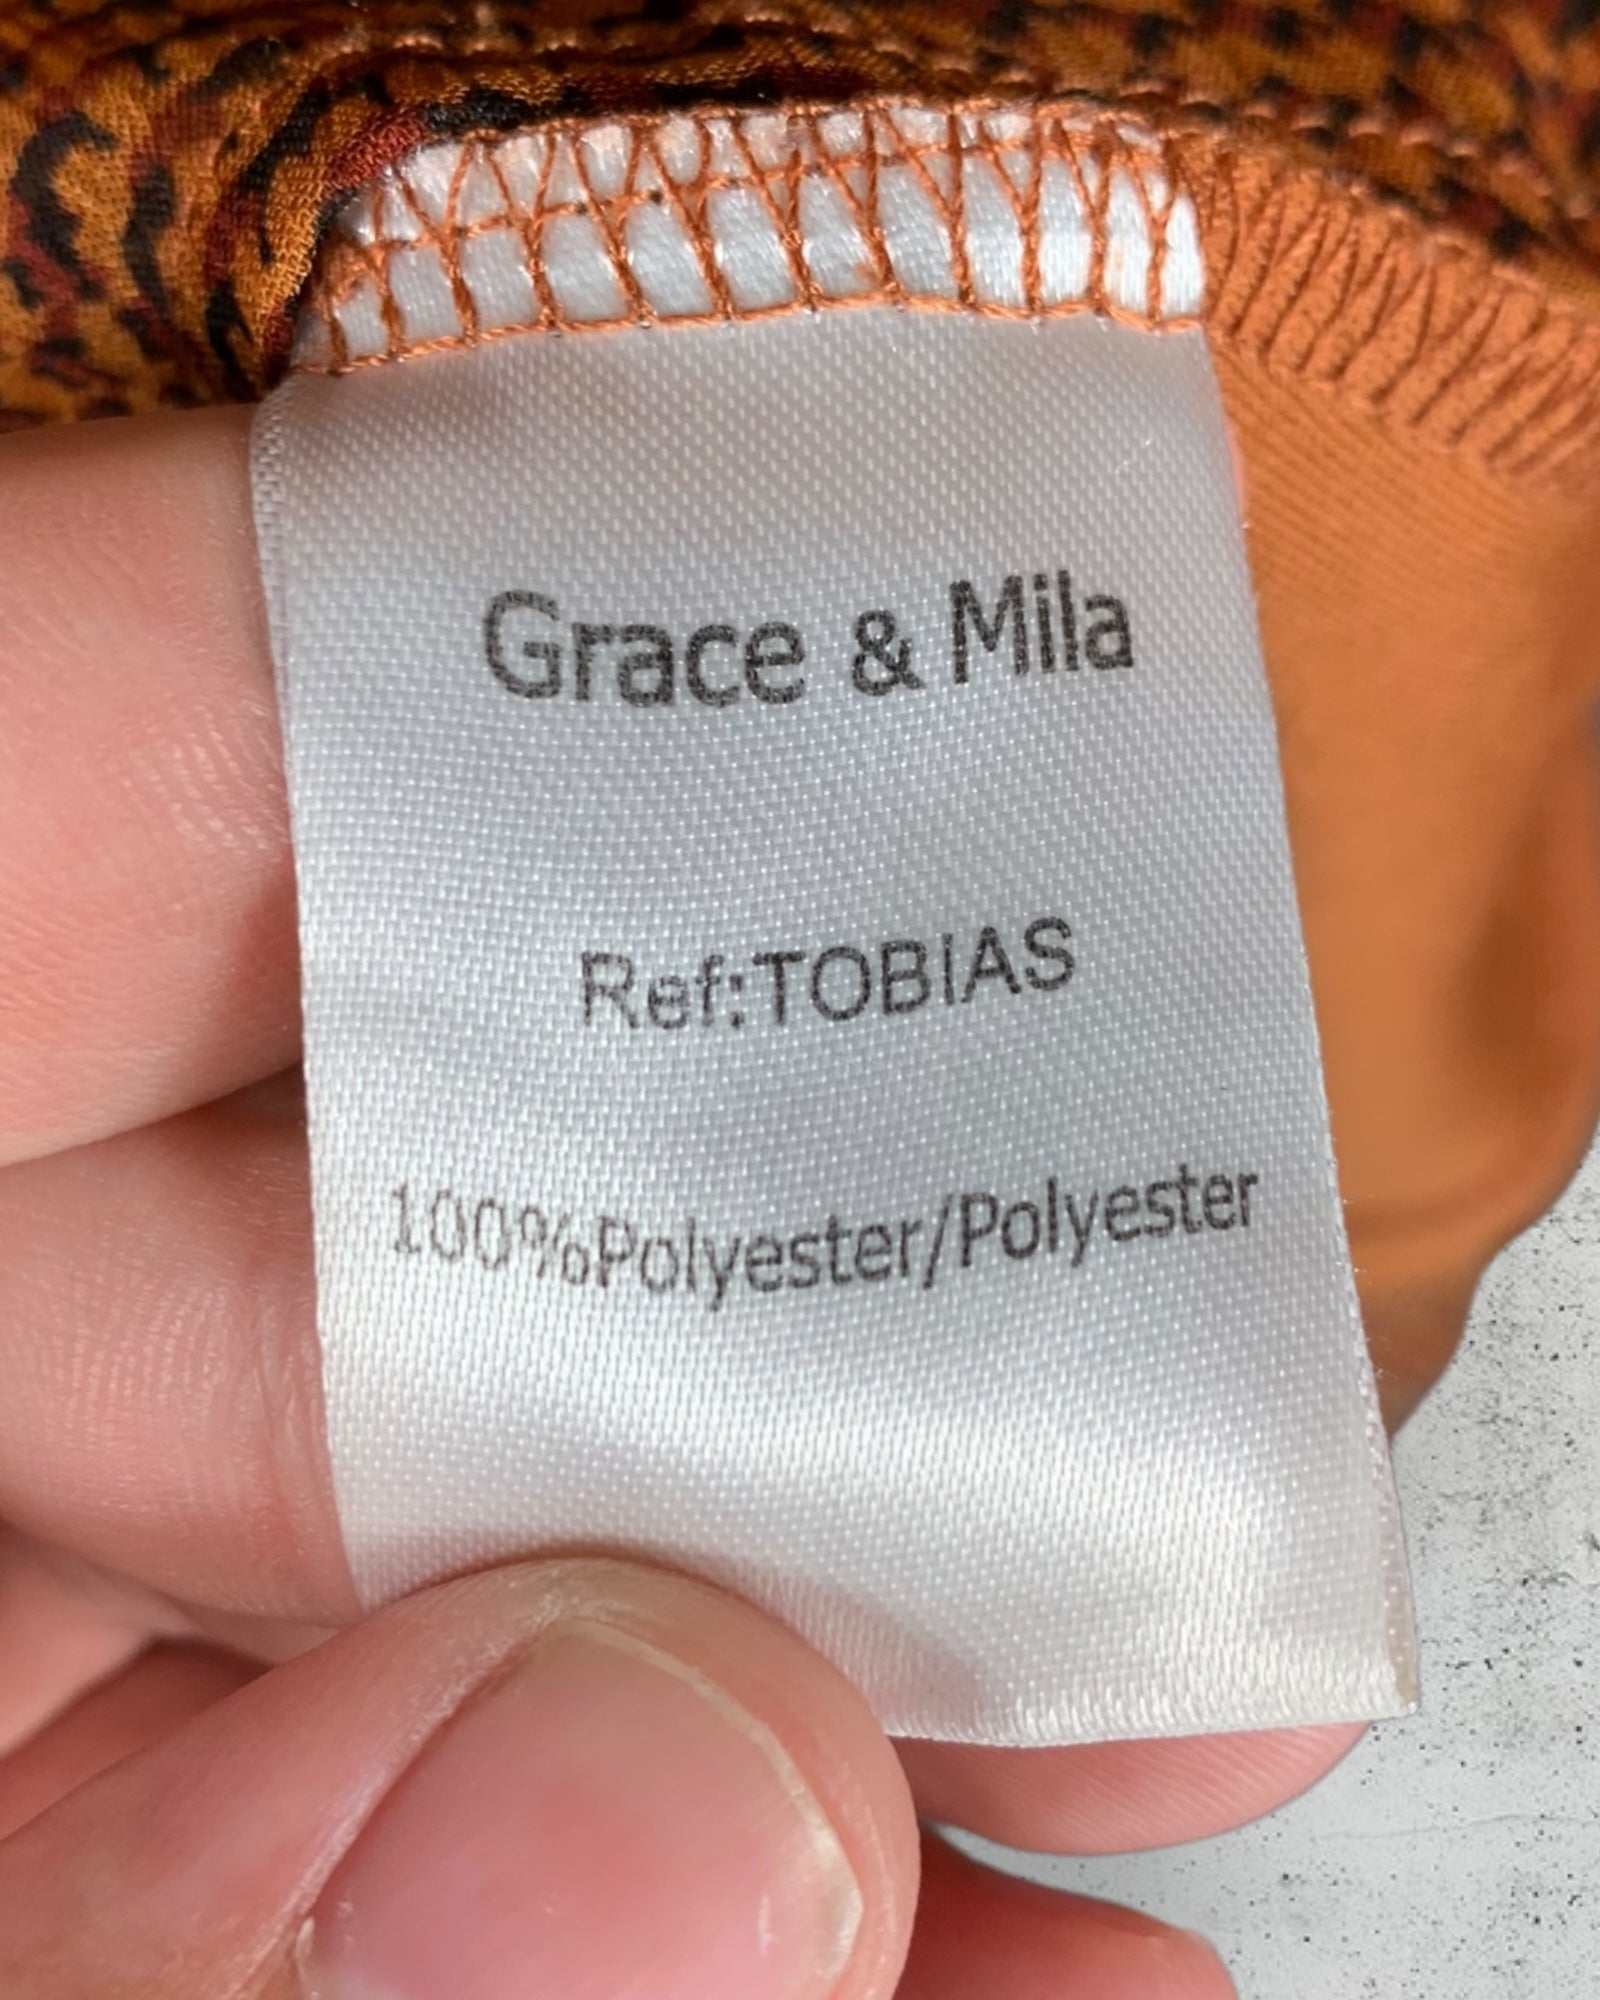 Grace & Mila
Ref:TOBIAS
100%Polyester/Polyester